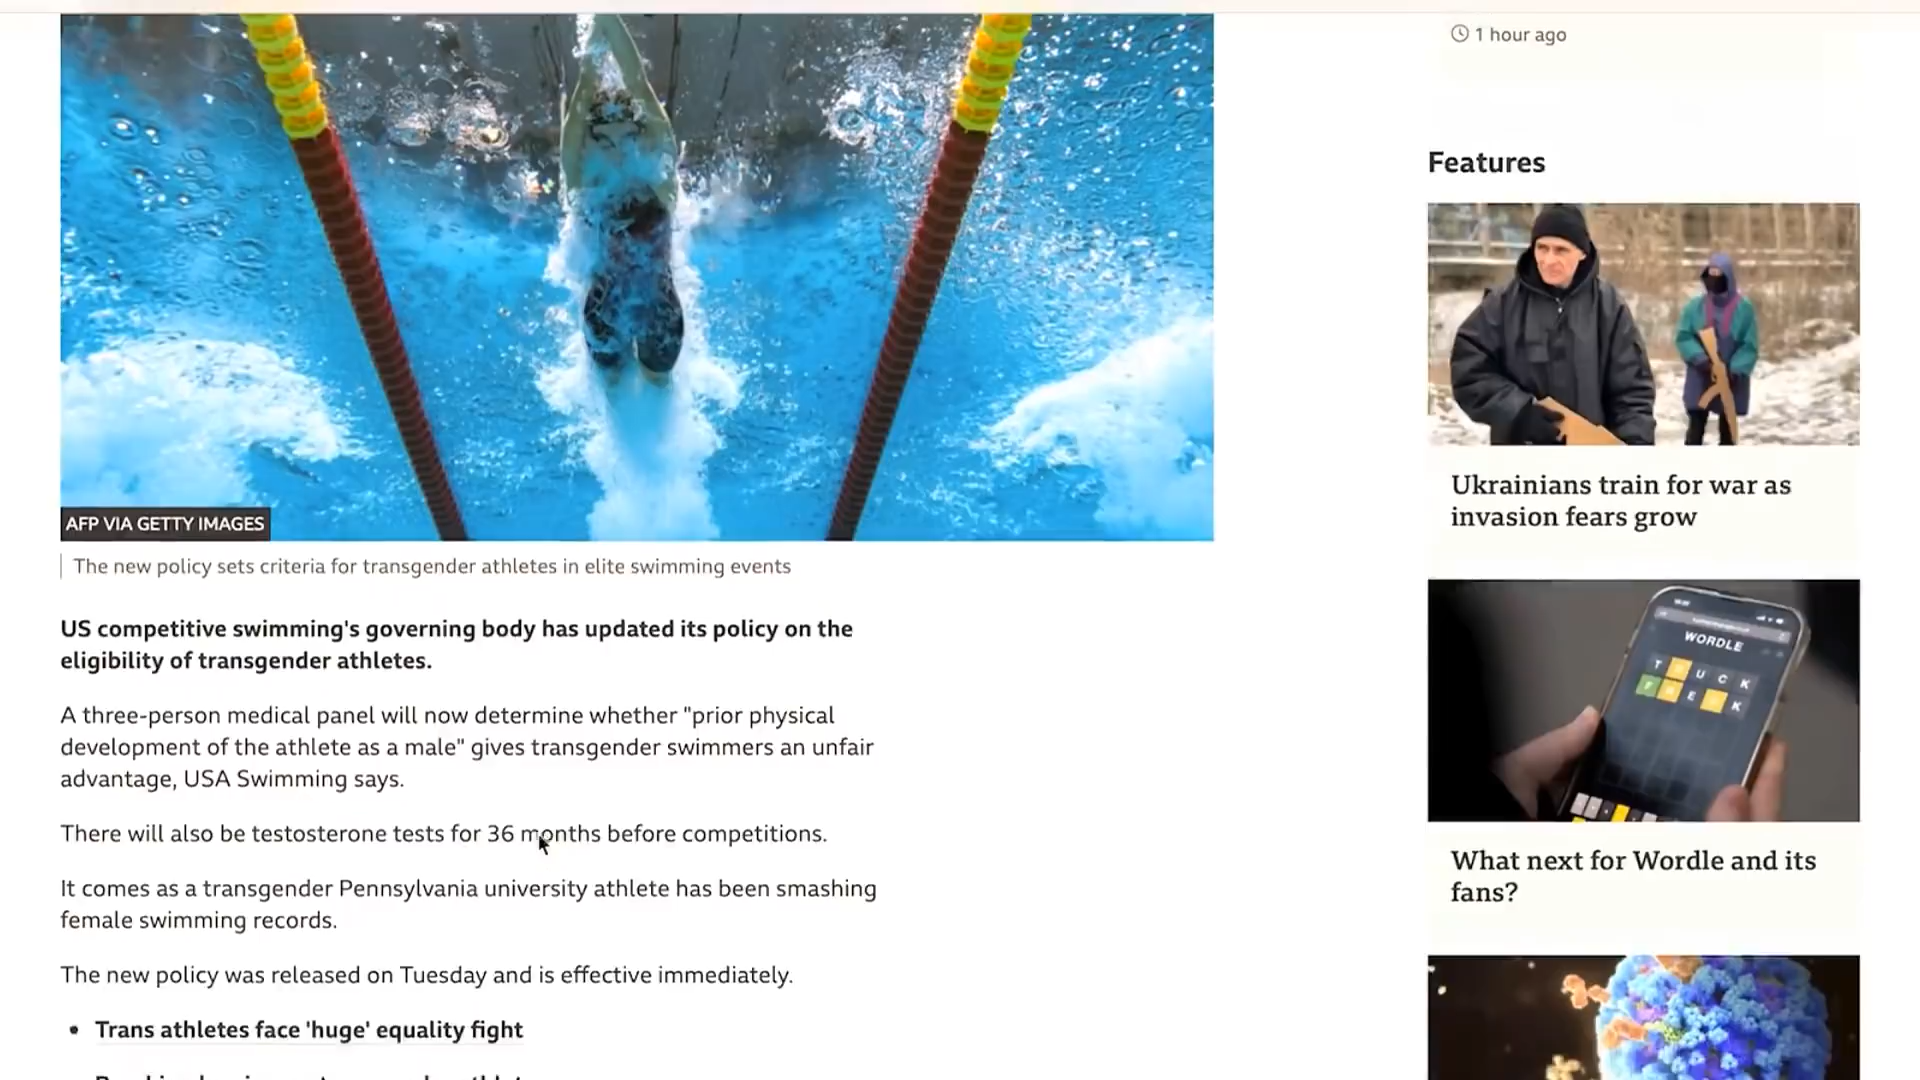 1 hour ago
Features
AFP VIA GETTY IMAGES
The new policy sets criteria for transgender athletes in elite swimming events
US competitive swimming's governing body has updated its policy on the
eligibility of transgender athletes.
A three-person medical panel will now determine whether "prior physical
development of the athlete as a male" gives transgender swimmers an unfair
advantage, USA Swimming says.
There will also be testosterone tests for 36 months before competitions.
It comes as a transgender Pennsylvania university athlete has been smashing
female swimming records.
The new policy was released on Tuesday and is effective immediately.
• Trans athletes face 'huge' equality fight
Ukrainians train for war as
invasion fears grow
WORDLE
What next for Wordle and its
fans?